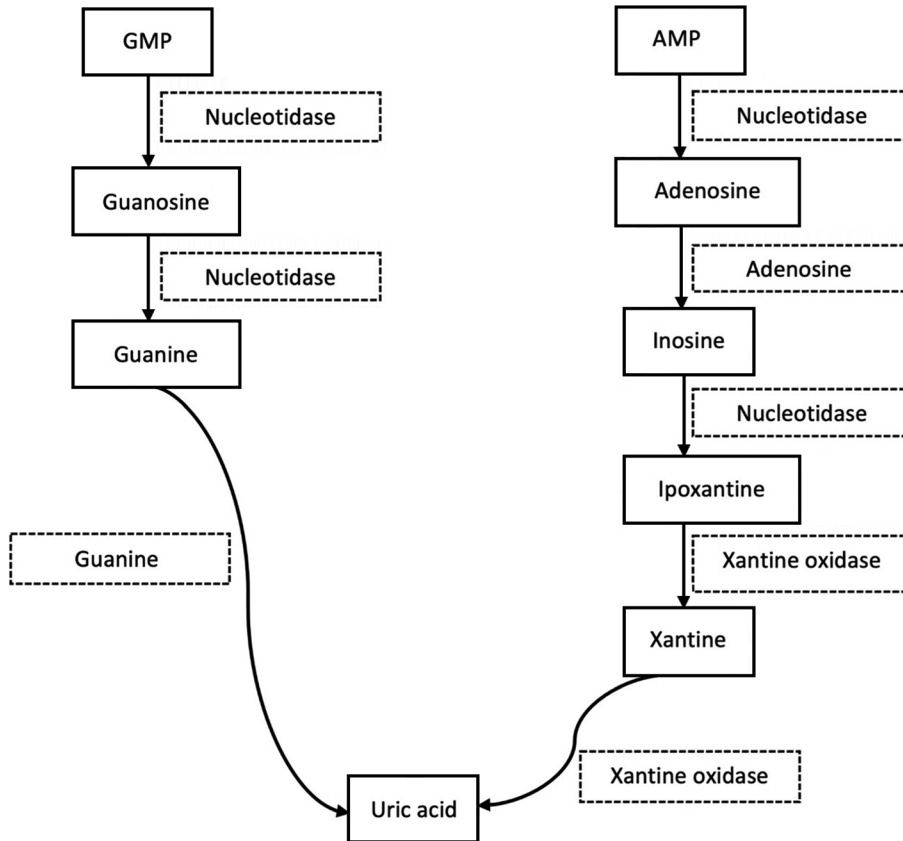 GMP
Nucleotidase
Guanosine
Nucleotidase
Guanine
Guanine
AMP
Nucleotidase
Adenosine
Adenosine
Inosine
Nucleotidase
Ipoxantine
Xantine oxidase
Xantine
Xantine oxidase
Uric acid